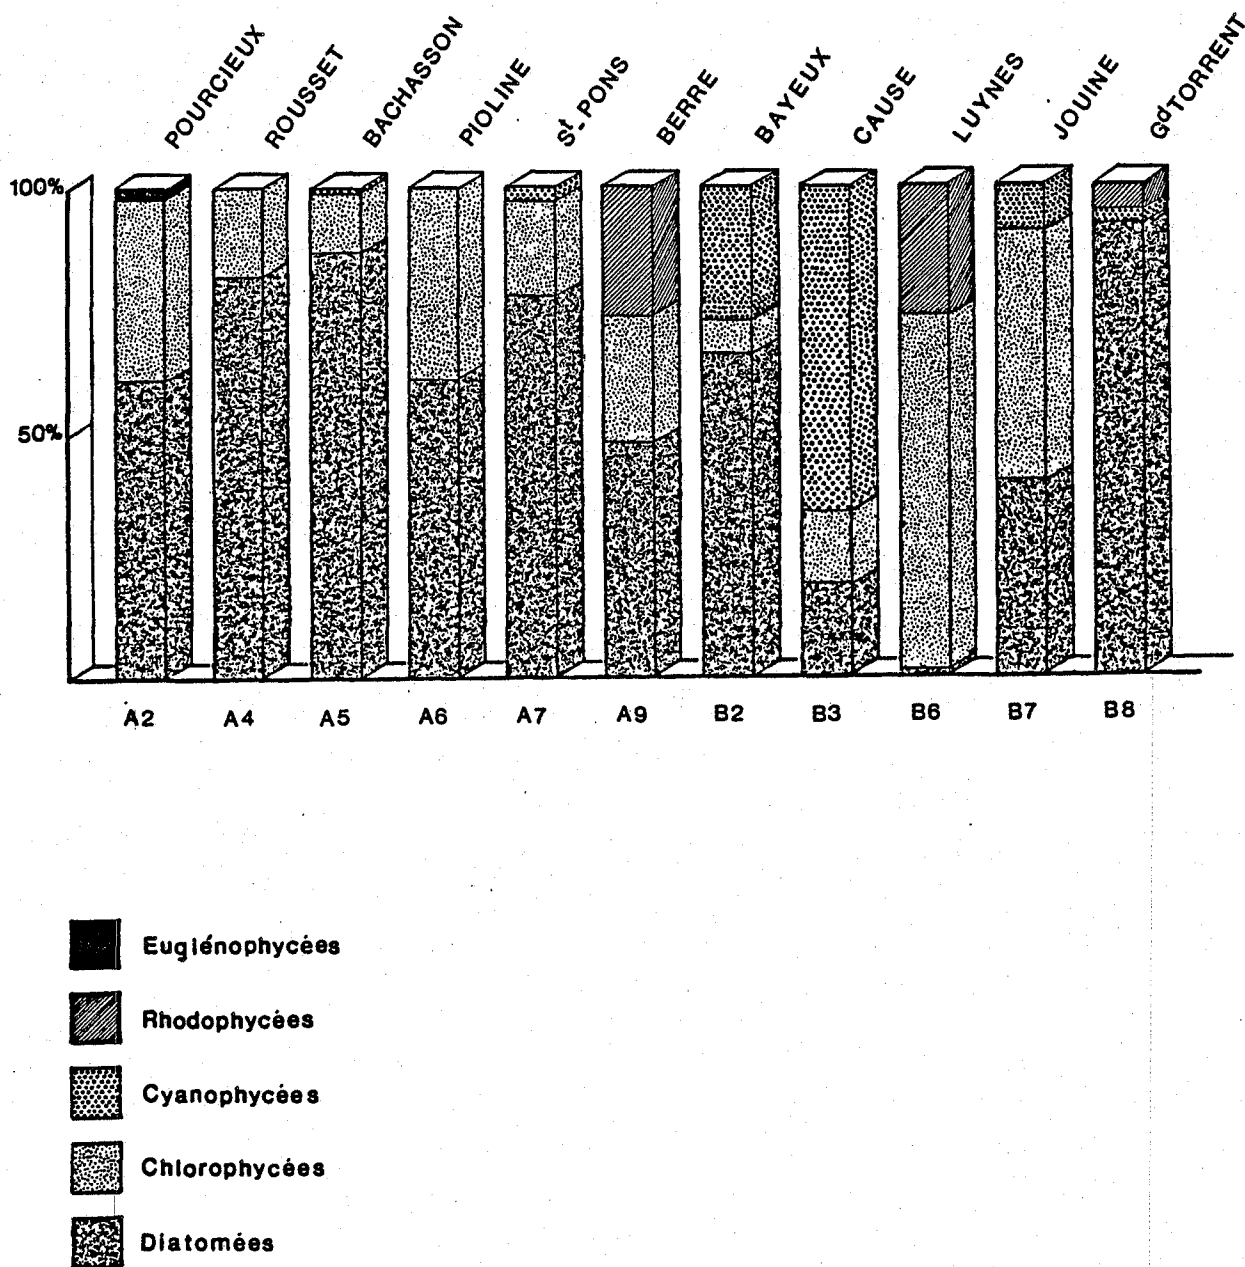 POURCIEUX
ROUSSET
BACHASSON
PIOLINE
St-PONS
BERRE
BAYEUX
CAUSE
LUYNES
JOUINE
Gd TORRENT
100%
50%
A2 A4 A5 A6 A7 A9 B2 B3 B6 B7 B8
Euglénophycées
Rhodophycées
Cyanophycées
Chlorophycées
Diatomées